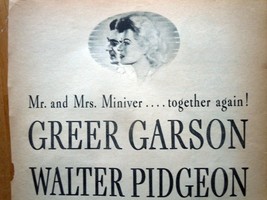 Mr. and Mrs. Miniver . . . . together again!
GREER GARSON
WALTER PIDGEON